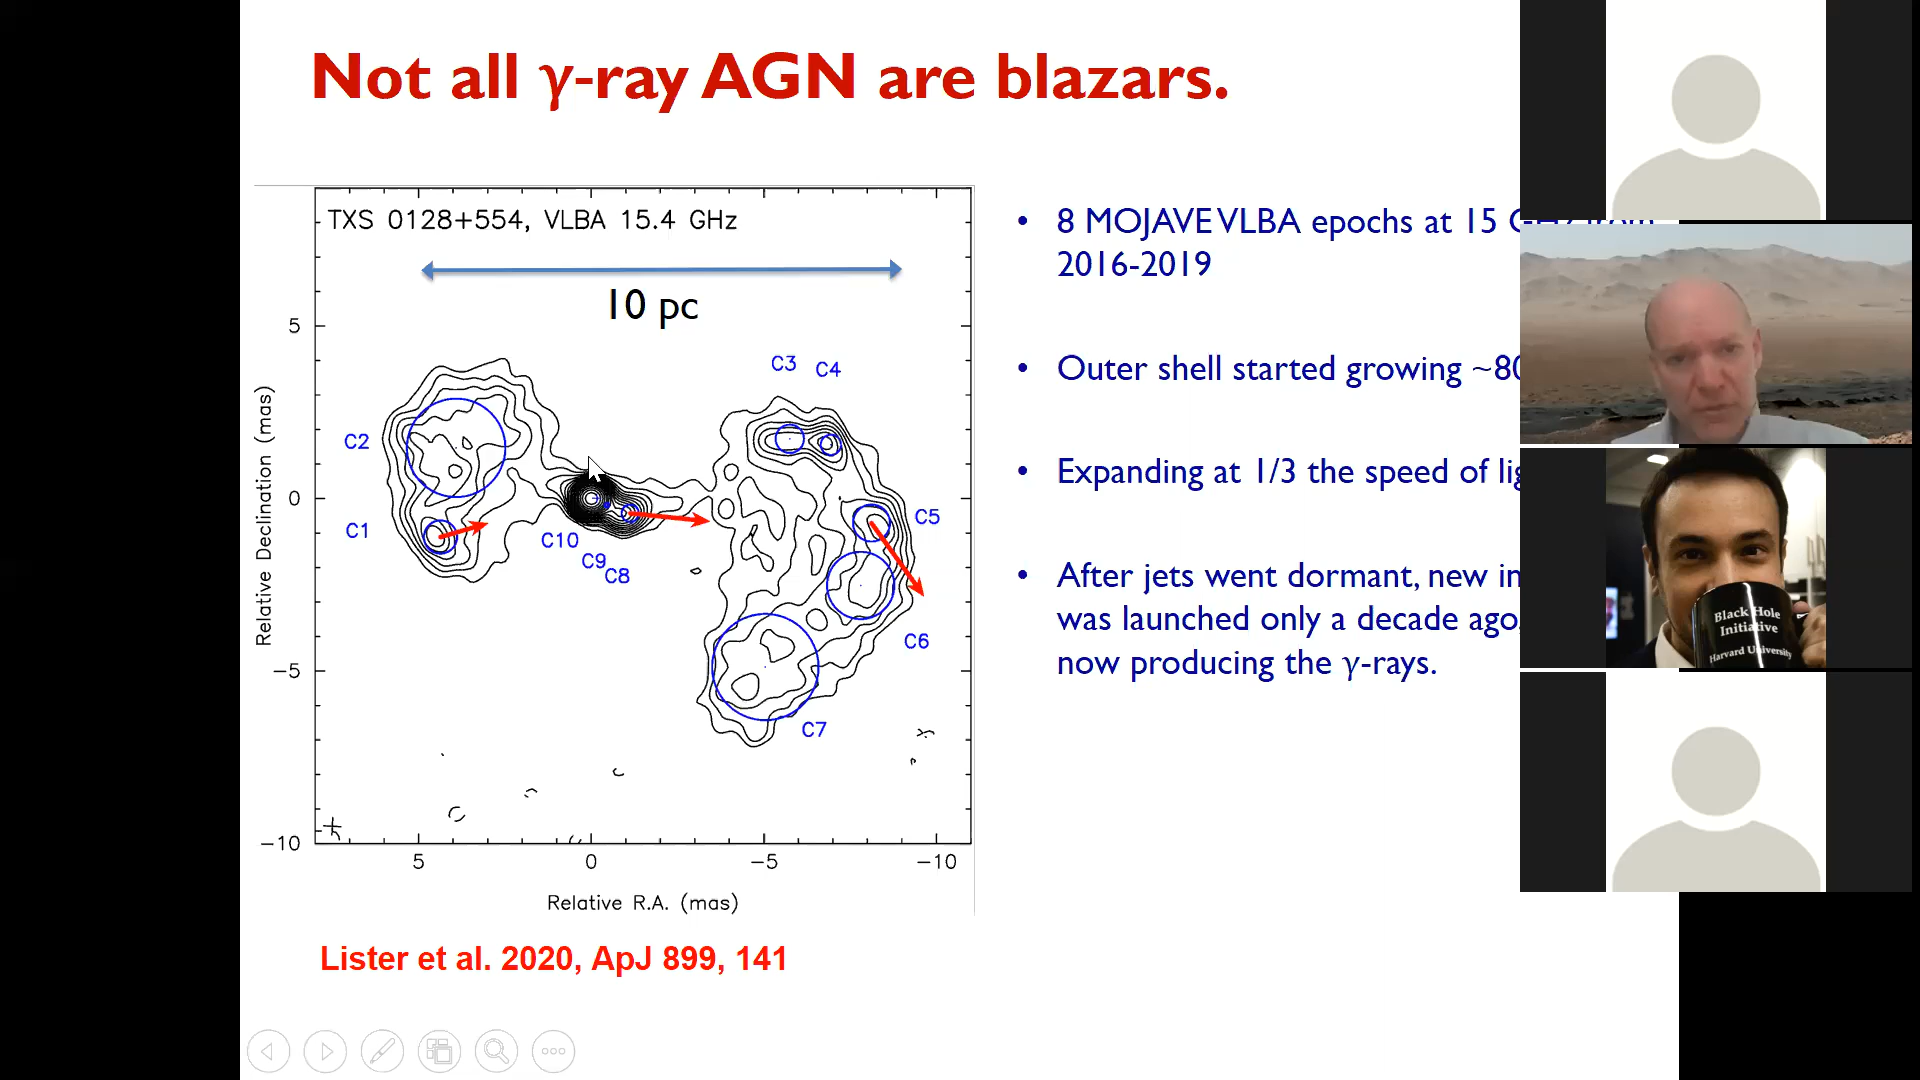 Not all γ-ray AGN are blazars.
TXS 0128+554, VLBA 15.4 GHz
10 pc
5
0
−5
−10
5
0
−5
−10
Relative Declination (mas)
Relative R.A. (mas)
C3
C4
C2
C1
C10
C9
C8
C5
C6
C7
• 8 MOJAVE VLBA epochs at 15 GHz from
2016-2019
• Outer shell started growing ~80
• Expanding at 1/3 the speed of
• After jets went dormant, new
was launched only a decade ago,
now producing the γ-rays.
Lister et al. 2020, ApJ 899, 141
Black Hole
Initiative
Harvard University